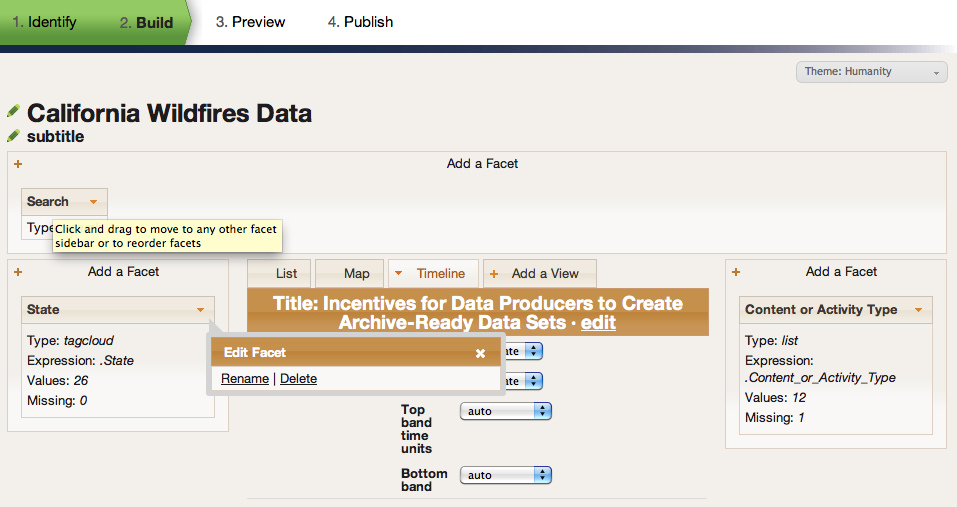 1. Identify
2. Build
3. Preview
4. Publish
Theme: Humanity
California Wildfires Data
subtitle
+
Add a Facet
Search
Type
Click and drag to move to any other facet
sidebar or to reorder facets
+
Add a Facet
State
Type: tagcloud
Expression: .State
Values: 26
Missing: 0
List
Map
Timeline
+ Add a View
Title: Incentives for Data Producers to Create
Archive-Ready Data Sets · edit
Edit Facet
×
Rename | Delete
Top
band
time
units
auto
Bottom
band
auto
+
Add a Facet
Content or Activity Type
Type: list
Expression:
.Content_or_Activity_Type
Values: 12
Missing: 1